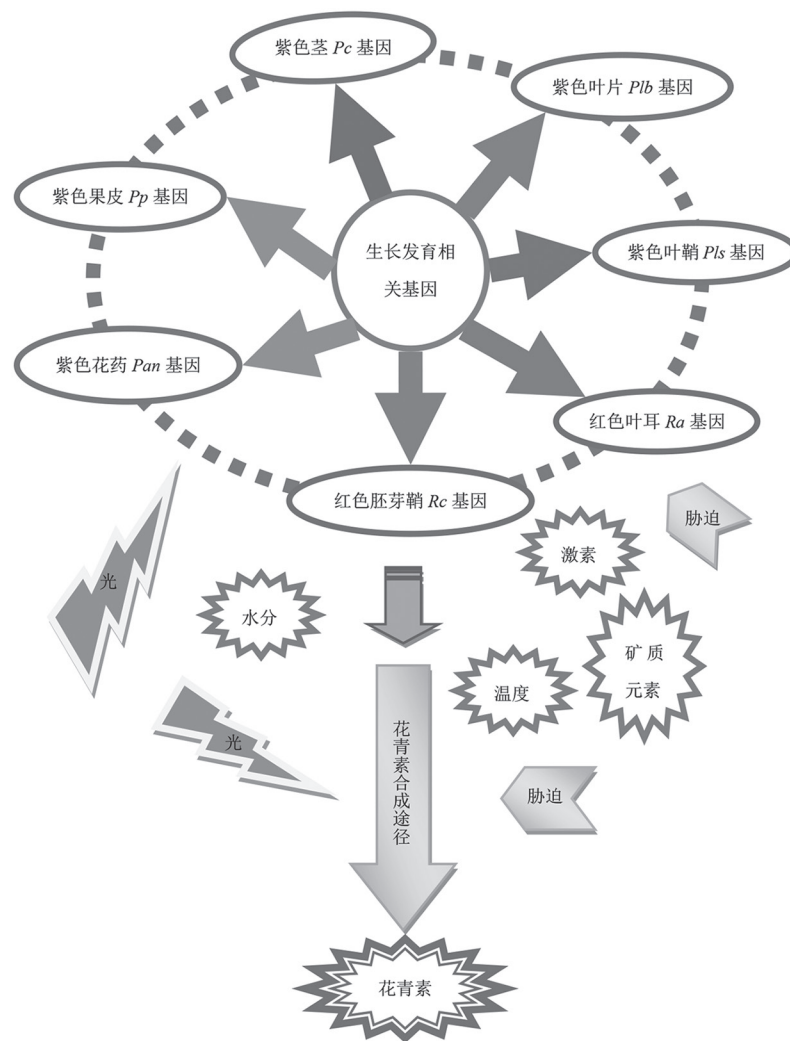 紫色茎 Pc 基因
紫色叶片 Plb 基因
紫色果皮 Pp 基因
生长发育相
关基因
紫色叶鞘 Pls 基因
紫色花药 Pan 基因
红色叶耳 Ra 基因
红色胚芽鞘 Rc 基因
胁迫
激素
光
水分
矿 质
元素
温度
光
花青素合成途径
胁迫
花青素